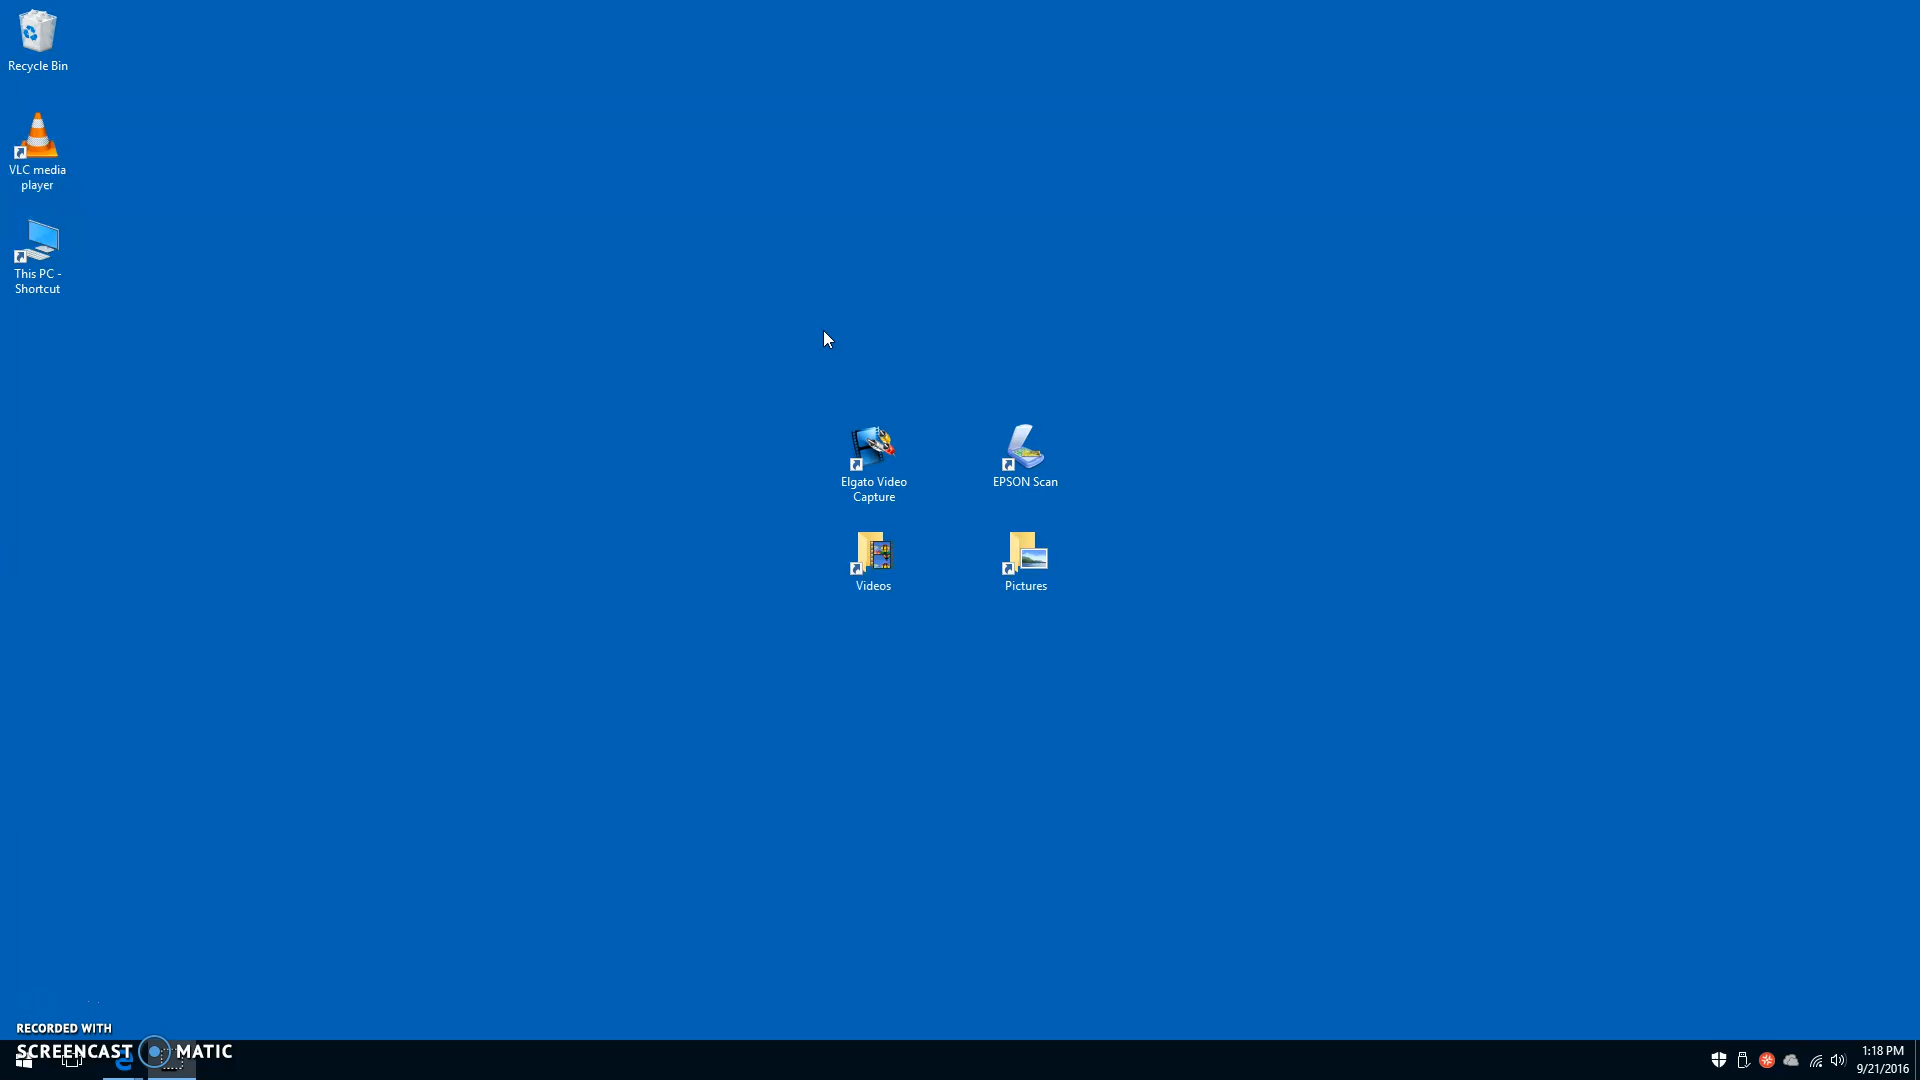 Recycle Bin
VLC media
player
This PC -
Shortcut
Elgato Video
Capture
EPSON Scan
Videos
Pictures
RECORDED WITH
SCREENCAST MATIC
1:18 PM
9/21/2016